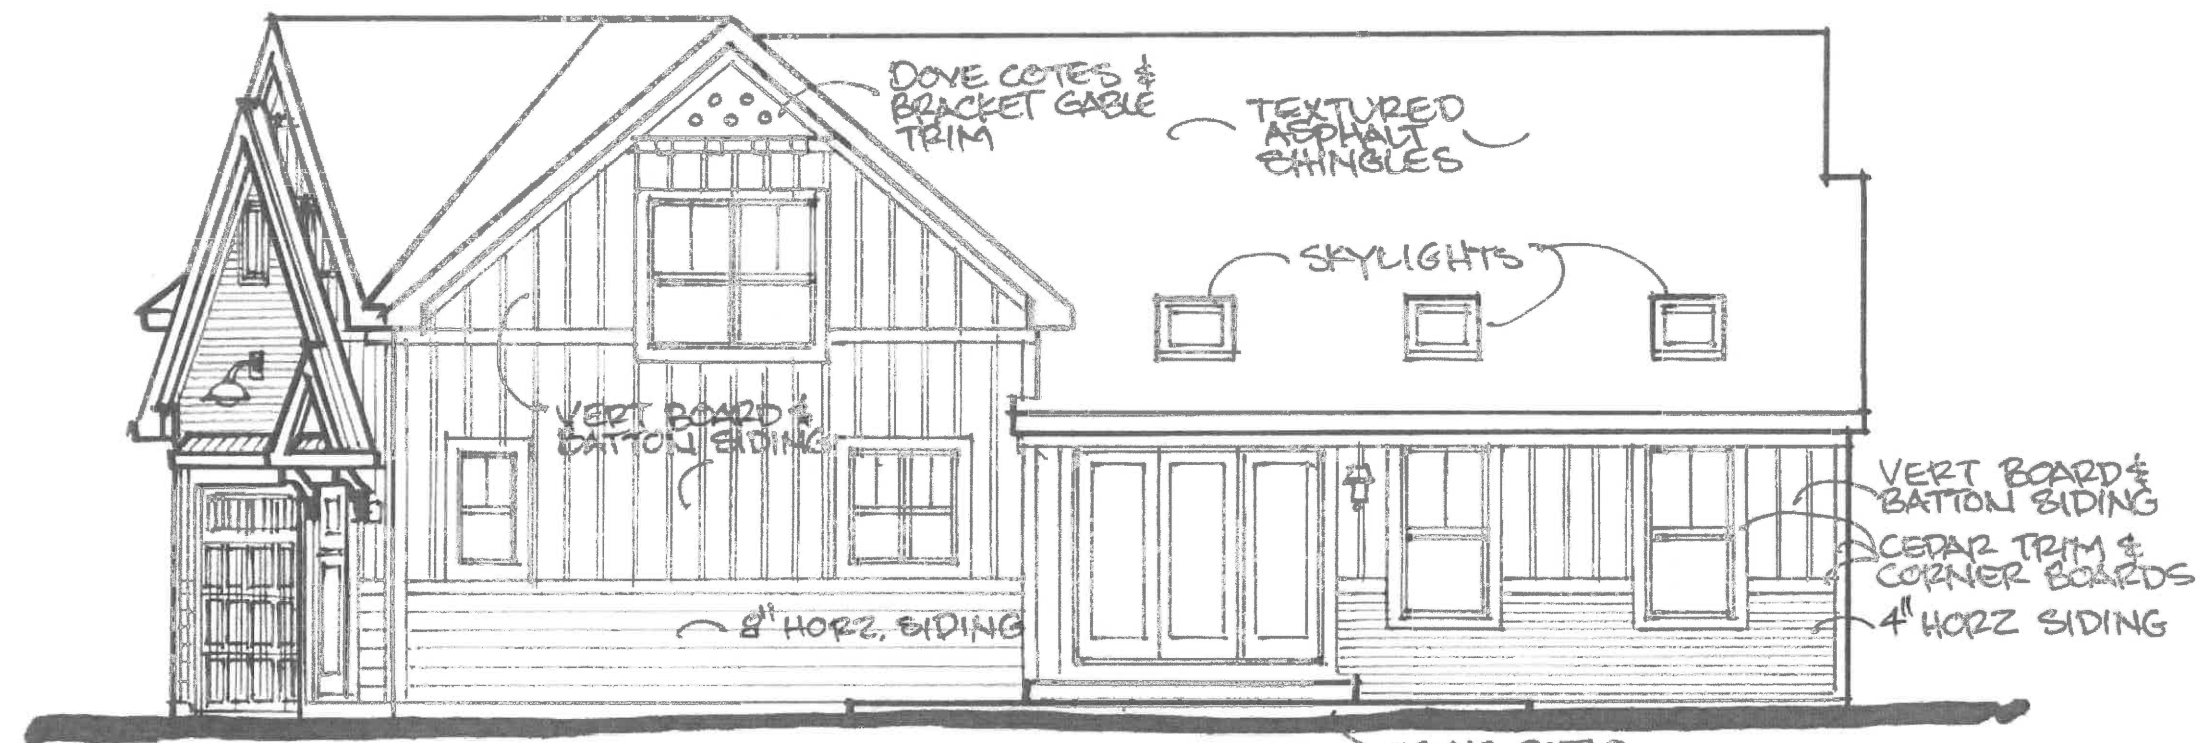 DOVE COTES &
BRACKET GABLE
TRIM
TEXTURED
ASPHALT
SHINGLES
SKYLIGHTS
VERT BOARD &
BATTON SIDING
VERT BOARD &
BATTON SIDING
CEDAR TRIM &
CORNER BOARDS
4" HORZ SIDING
8" HORZ. SIDING